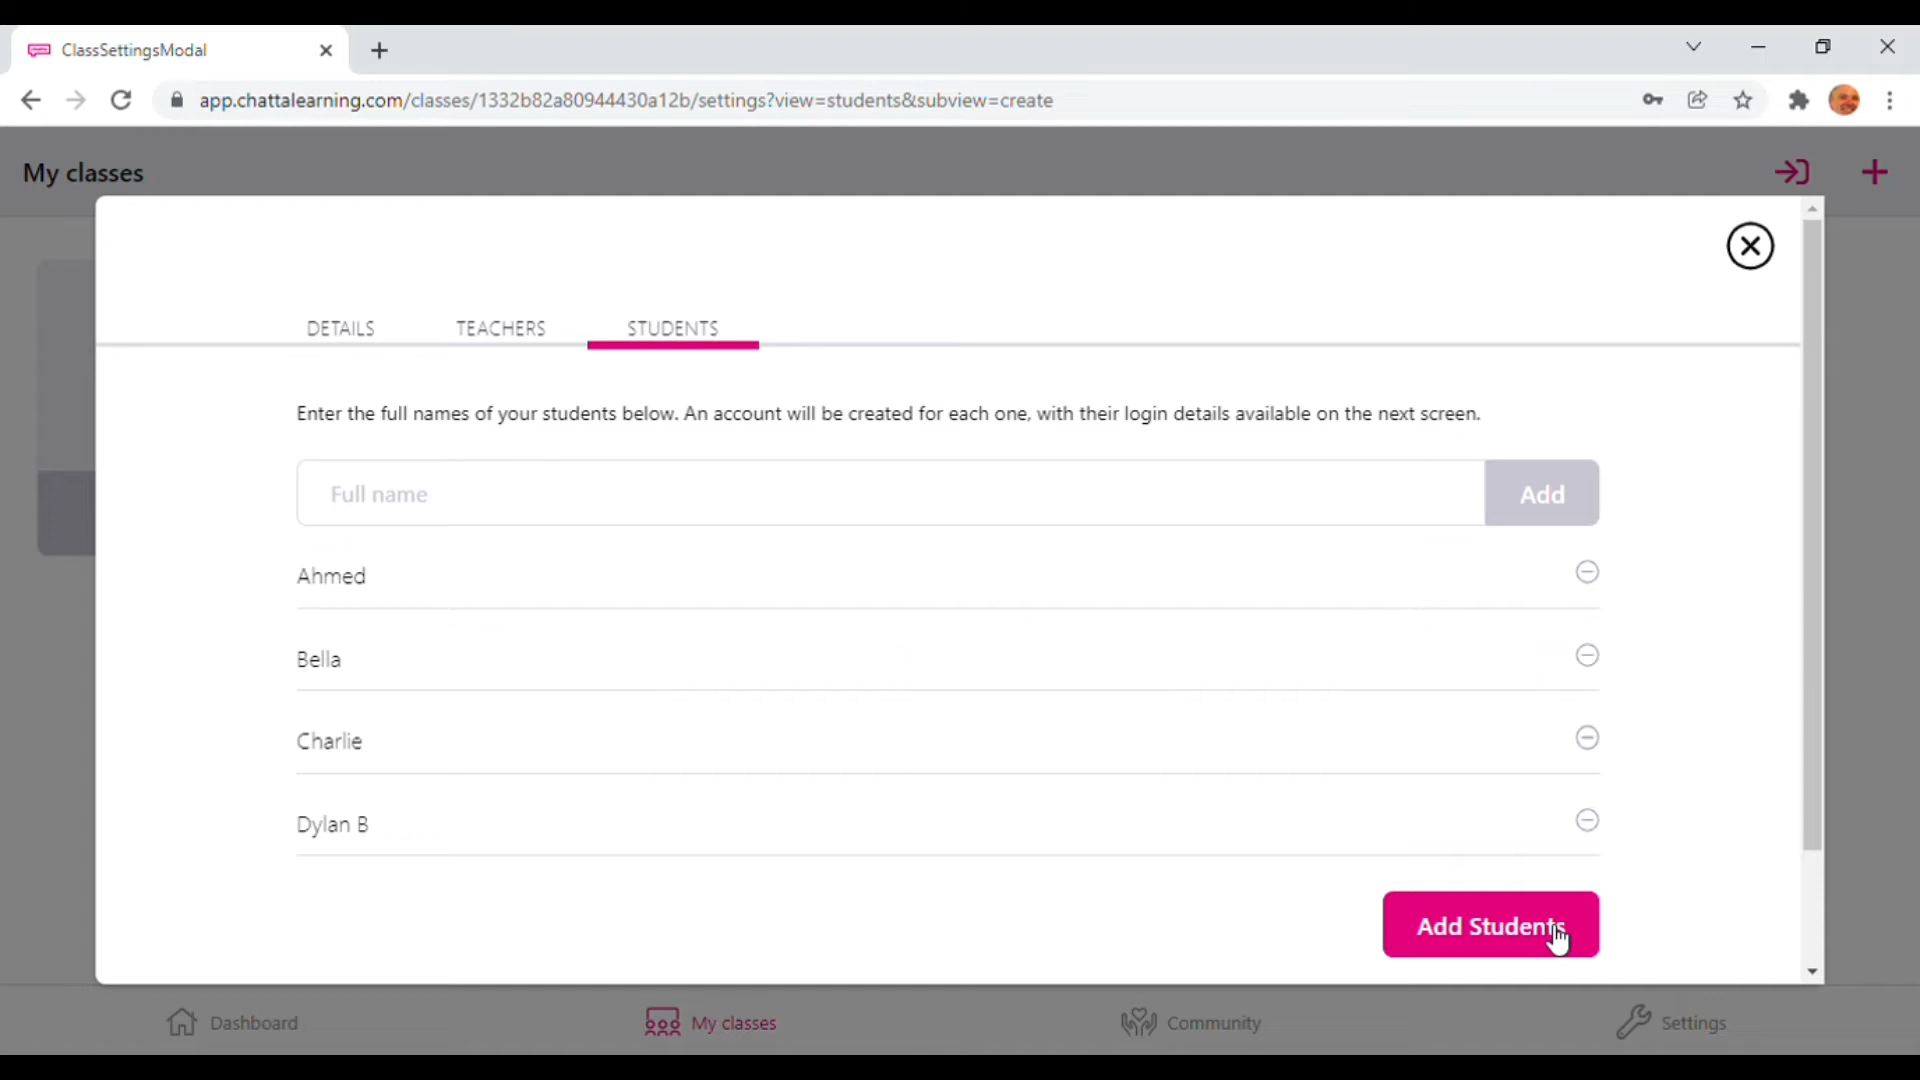 ClassSettingsModal
app.chattalearning.com/classes/1332b82a80944430a12b/settings?view=students&subview=create
My classes
DETAILS TEACHERS STUDENTS
Enter the full names of your students below. An account will be created for each one, with their login details available on the next screen.
Full name Add
Ahmed
Bella
Charlie
Dylan B
Add Students
Dashboard My classes Community Settings